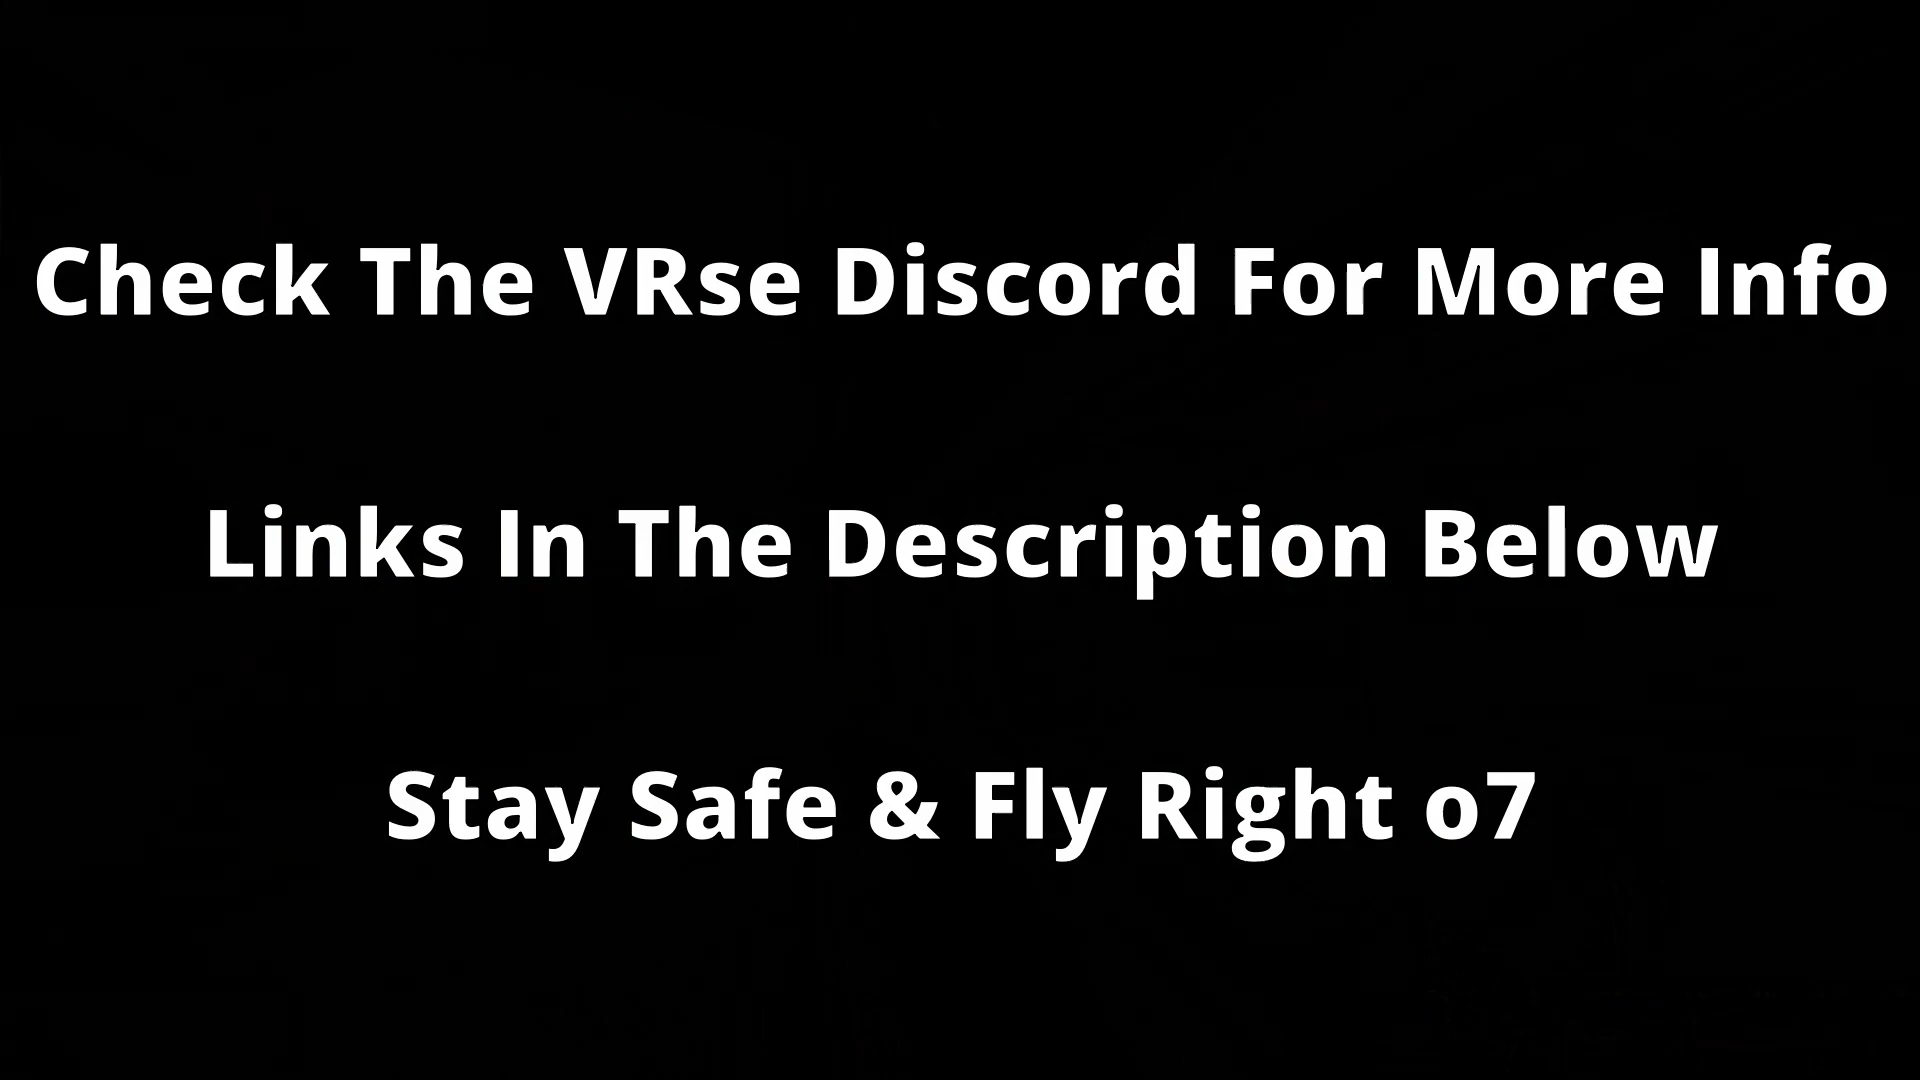 Check The VRse Discord For More Info
Links In The Description Below
Stay Safe & Fly Right o7